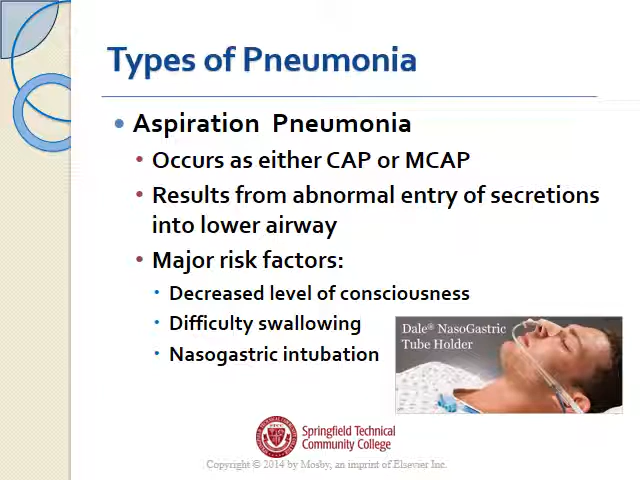 Types of Pneumonia
• Aspiration Pneumonia
• Occurs as either CAP or MCAP
• Results from abnormal entry of secretions
into lower airway
• Major risk factors:
• Decreased level of consciousness
• Difficulty swallowing
• Nasogastric intubation
Dale® NasoGastric
Tube Holder
Springfield Technical
Community College
Copyright © 2014 by Mosby, an imprint of Elsevier Inc.